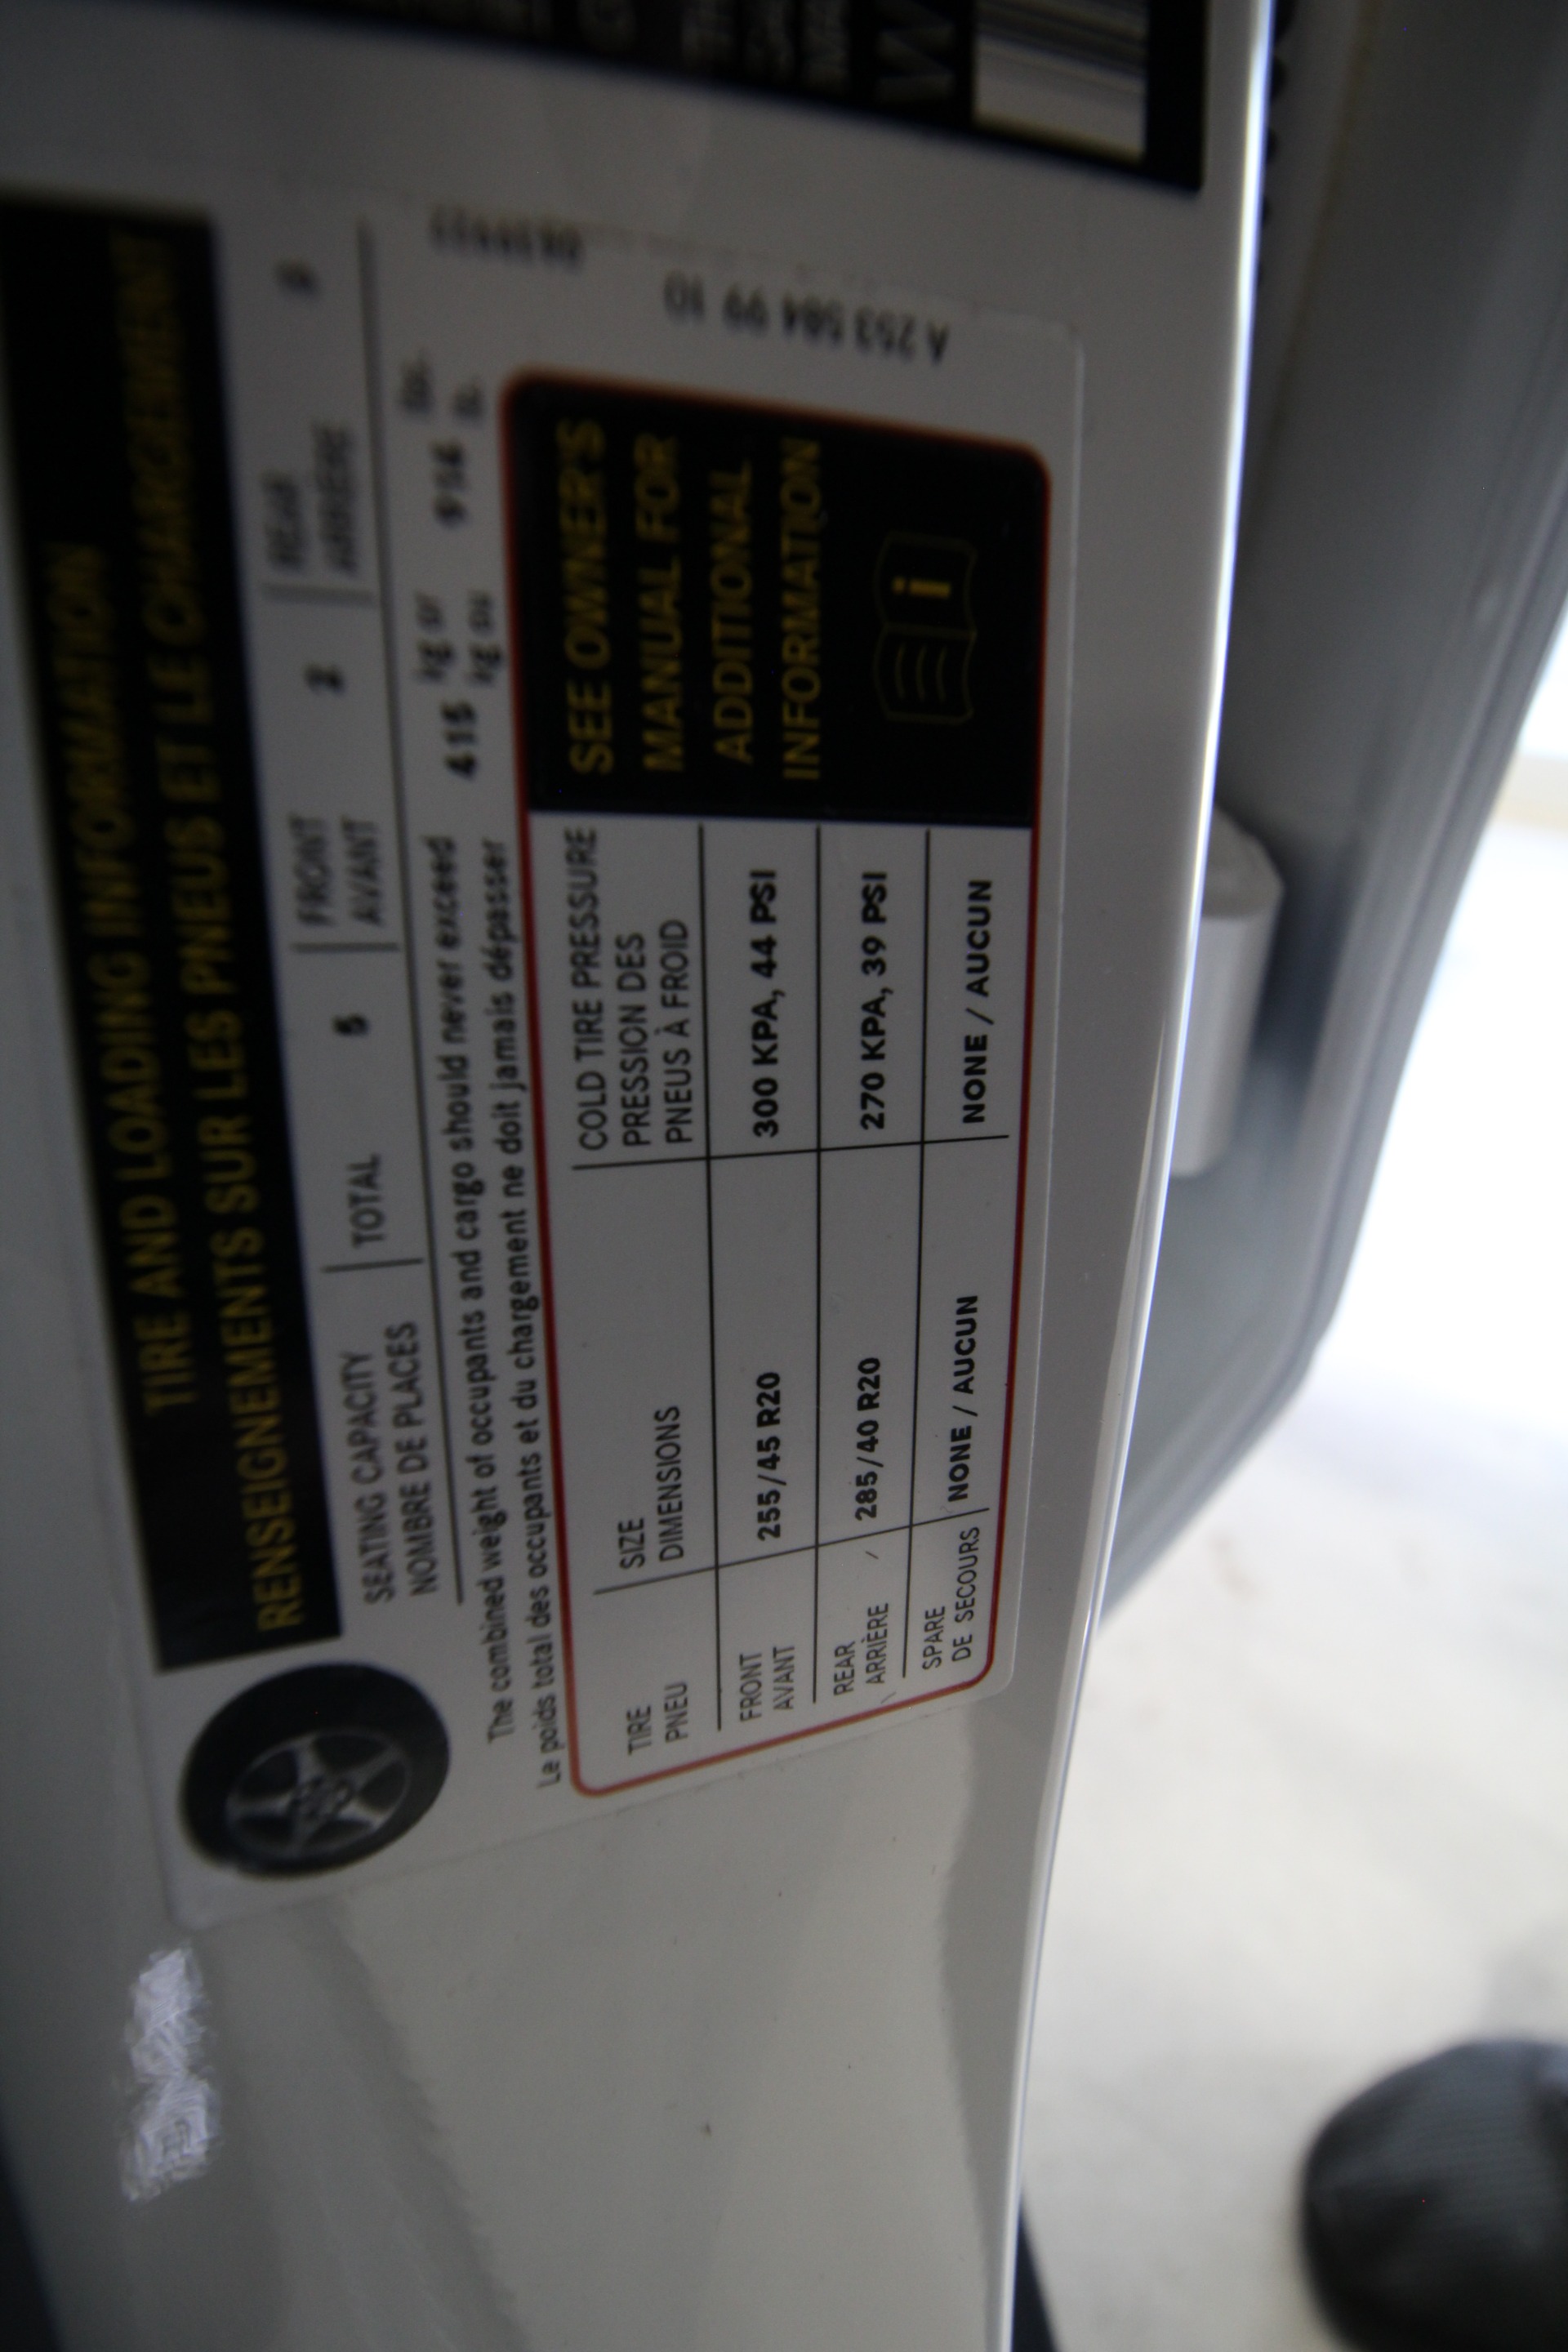 TIRE AND LOADING INFORMATION
RENSEIGNEMENTS SUR LES PNEUS ET LE CHARGEMENT
SEATING CAPACITY
NOMBRE DE PLACES
TOTAL 5
FRONT 2
AVANT
REAR
ARRIÈRE
The combined weight of occupants and cargo should never exceed 415 kg or
Le poids total des occupants et du chargement ne doit jamais dépasser kg ou
TIRE SIZE COLD TIRE PRESSURE
PNEU DIMENSIONS PRESSION DES
PNEUS À FROID
FRONT 255/45 R20 300 KPA, 44 PSI
AVANT
REAR 285/40 R20 270 KPA, 39 PSI
ARRIÈRE
SPARE NONE / AUCUN NONE / AUCUN
DE SECOURS
SEE OWNER'S
MANUAL FOR
ADDITIONAL
INFORMATION
i
A 253 584 99 10